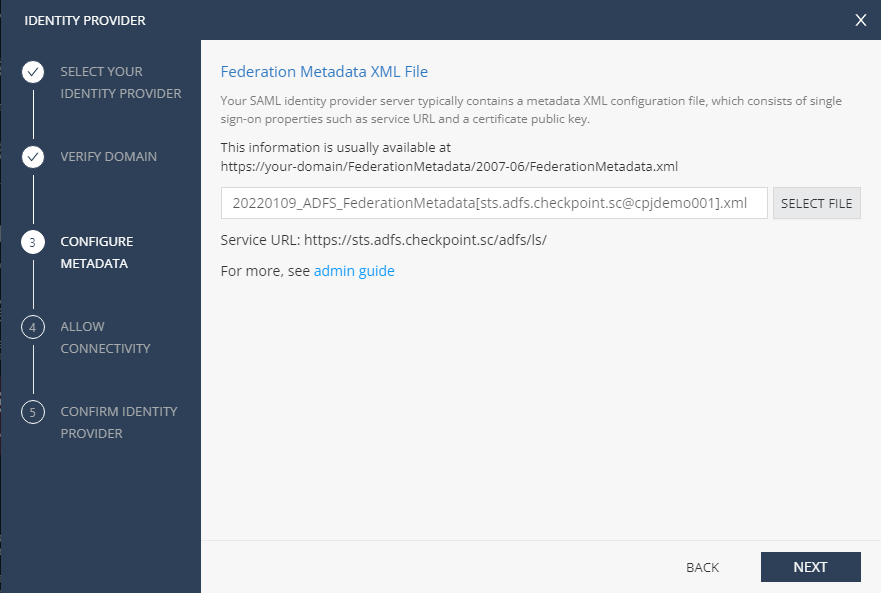 IDENTITY PROVIDER
X
SELECT YOUR
IDENTITY PROVIDER
VERIFY DOMAIN
3
CONFIGURE
METADATA
4
ALLOW
CONNECTIVITY
5
CONFIRM IDENTITY
PROVIDER
Federation Metadata XML File
Your SAML identity provider server typically contains a metadata XML configuration file, which consists of single
sign-on properties such as service URL and a certificate public key.
This information is usually available at
https://your-domain/FederationMetadata/2007-06/FederationMetadata.xml
20220109_ADFS_FederationMetadata[sts.adfs.checkpoint.sc@cpjdemo001].xml
SELECT FILE
Service URL: https://sts.adfs.checkpoint.sc/adfs/ls/
For more, see admin guide
BACK
NEXT